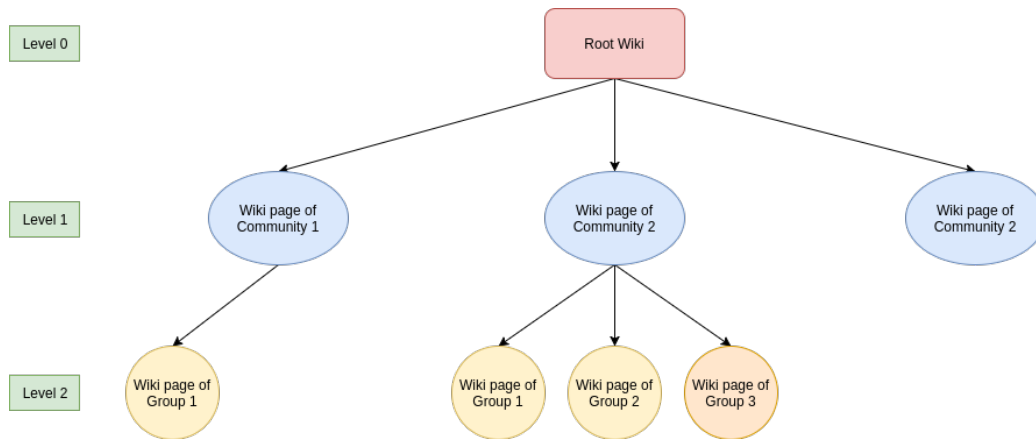 Level 0
Root Wiki
Level 1
Wiki page of
Community 1
Wiki page of
Community 2
Wiki page of
Community 2
Level 2
Wiki page of
Group 1
Wiki page of
Group 1
Wiki page of
Group 2
Wiki page of
Group 3